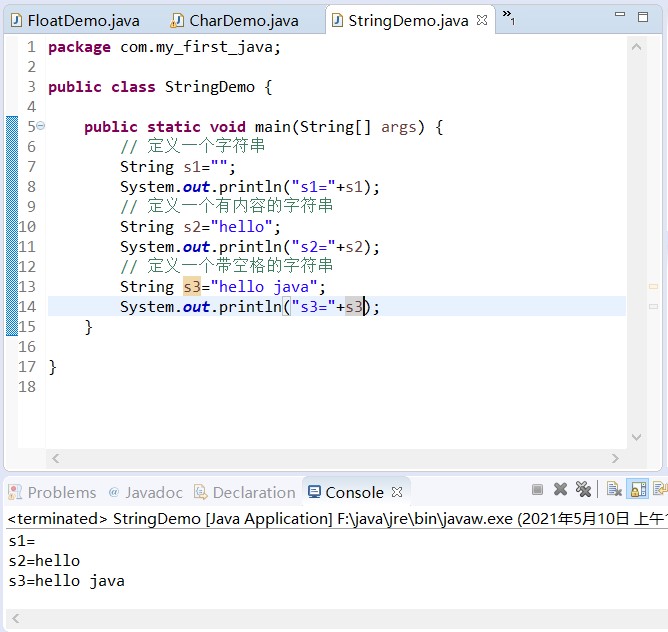 FloatDemo.java CharDemo.java StringDemo.java »1
1 package com.my_first_java;
2
3 public class StringDemo {
4
5 public static void main(String[] args) {
6 // 定义一个字符串
7 String s1="";
8 System.out.println("s1="+s1);
9 // 定义一个有内容的字符串
10 String s2="hello";
11 System.out.println("s2="+s2);
12 // 定义一个带空格的字符串
13 String s3="hello java";
14 System.out.println("s3="+s3);
15 }
16
17 }
18
Problems @ Javadoc Declaration Console
<terminated> StringDemo [Java Application] F:\java\jre\bin\javaw.exe (2021年5月10日 上午
s1=
s2=hello
s3=hello java